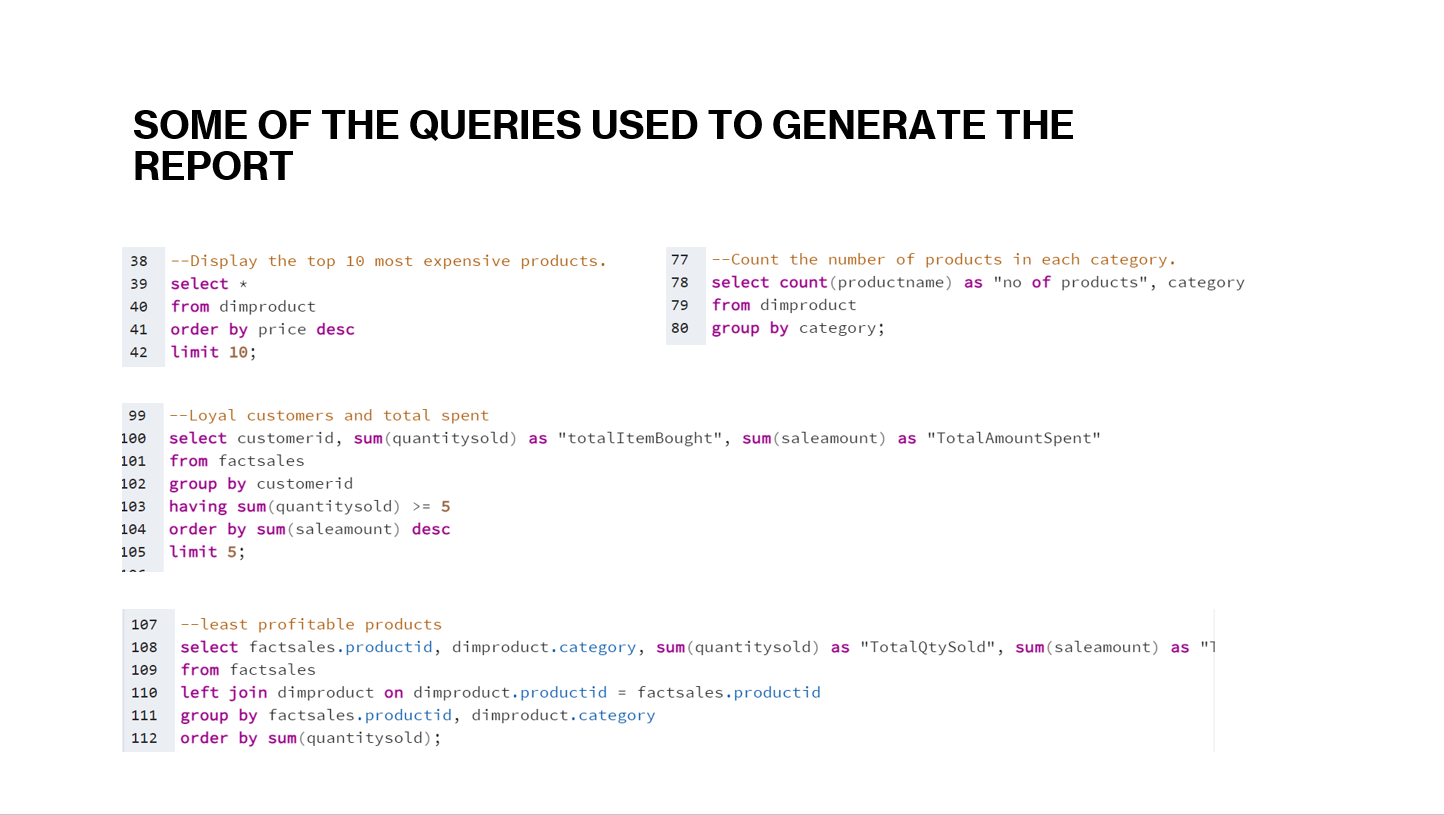 SOME OF THE QUERIES USED TO GENERATE THE
REPORT
38 --Display the top 10 most expensive products.
39 select *
40 from dimproduct
41 order by price desc
42 limit 10;
77 --Count the number of products in each category.
78 select count(productname) as "no of products", category
79 from dimproduct
80 group by category;
99 --Loyal customers and total spent
100 select customerid, sum(quantitysold) as "totalItemBought", sum(saleamount) as "TotalAmountSpent"
101 from factsales
102 group by customerid
103 having sum(quantitysold) >= 5
104 order by sum(saleamount) desc
105 limit 5;
107 --least profitable products
108 select factsales.productid, dimproduct.category, sum(quantitysold) as "TotalQtySold", sum(saleamount) as "T
109 from factsales
110 left join dimproduct on dimproduct.productid = factsales.productid
111 group by factsales.productid, dimproduct.category
112 order by sum(quantitysold);